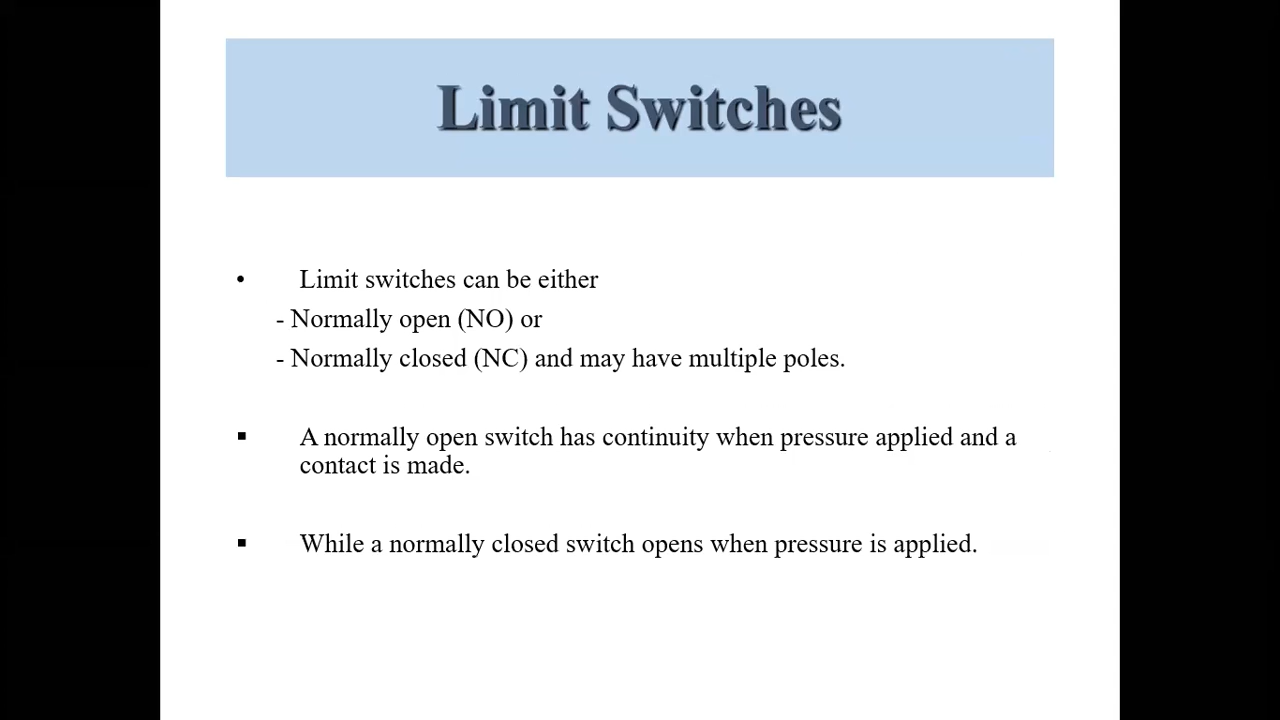 Limit Switches
• Limit switches can be either
- Normally open (NO) or
- Normally closed (NC) and may have multiple poles.
▪ A normally open switch has continuity when pressure applied and a
contact is made.
▪ While a normally closed switch opens when pressure is applied.